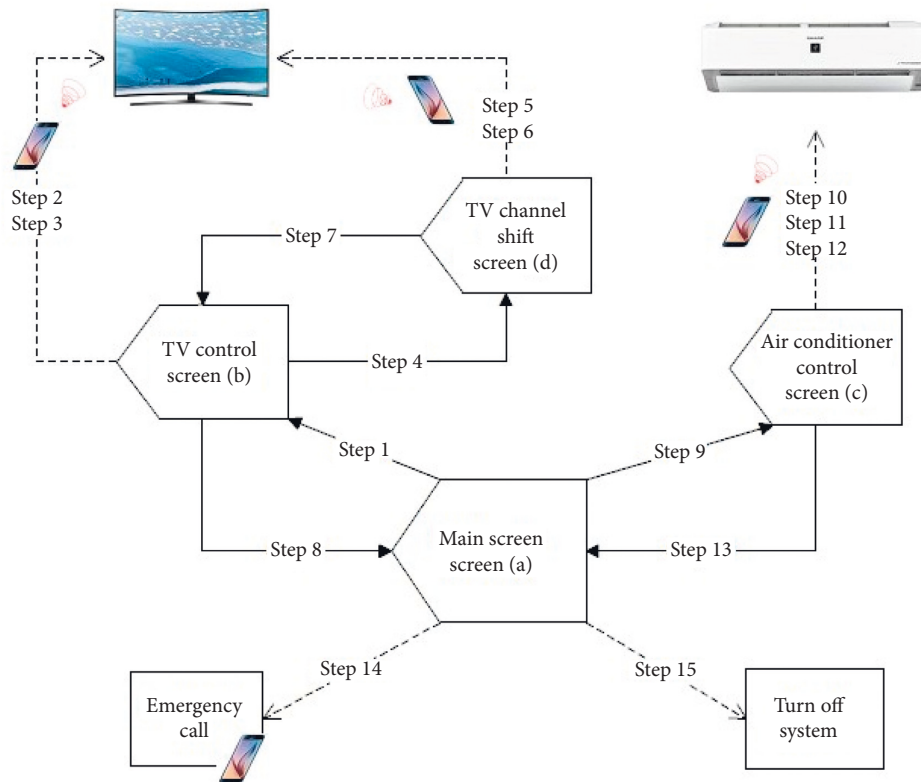 Step 5
Step 6
Step 2
Step 3
Step 10
Step 11
Step 12
TV channel
shift
screen (d)
Step 7
TV control
screen (b)
Step 4
Air conditioner
control
screen (c)
Step 1
Step 9
Main screen
screen (a)
Step 8
Step 13
Step 14
Step 15
Emergency
call
Turn off
system